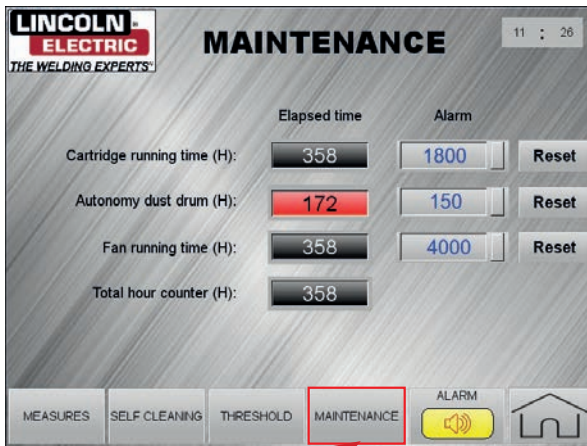 LINCOLN
ELECTRIC
THE WELDING EXPERTS
MAINTENANCE
11 : 26
Elapsed time Alarm
Cartridge running time (H): 358 1800 Reset
Autonomy dust drum (H): 172 150 Reset
Fan running time (H): 358 4000 Reset
Total hour counter (H): 358
MEASURES SELF CLEANING THRESHOLD MAINTENANCE ALARM